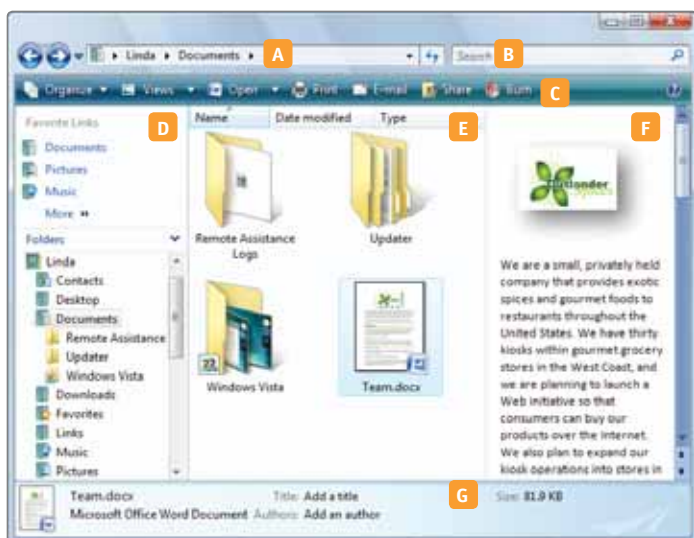 Linda ▸ Documents ▸ A
Search B
Organize Views Open Print E-mail Share Burn C
Favorite Links D
Documents
Pictures
Music
More »
Folders
Linda
Contacts
Desktop
Documents
Remote Assistance
Updater
Windows Vista
Downloads
Favorites
Links
Music
Pictures
Name Date modified Type E
Remote Assistance
Logs
Updater
Windows Vista
Team.docx
F
We are a small, privately held
company that provides exotic
spices and gourmet foods to
restaurants throughout the
United States. We have thirty
kiosks within gourmet grocery
stores in the West Coast, and
we are planning to launch a
Web initiative so that
consumers can buy our
products over the Internet.
We also plan to expand our
kiosk operations into stores in
Team.docx Title: Add a title G Size: 81.9 KB
Microsoft Office Word Document Authors: Add an author